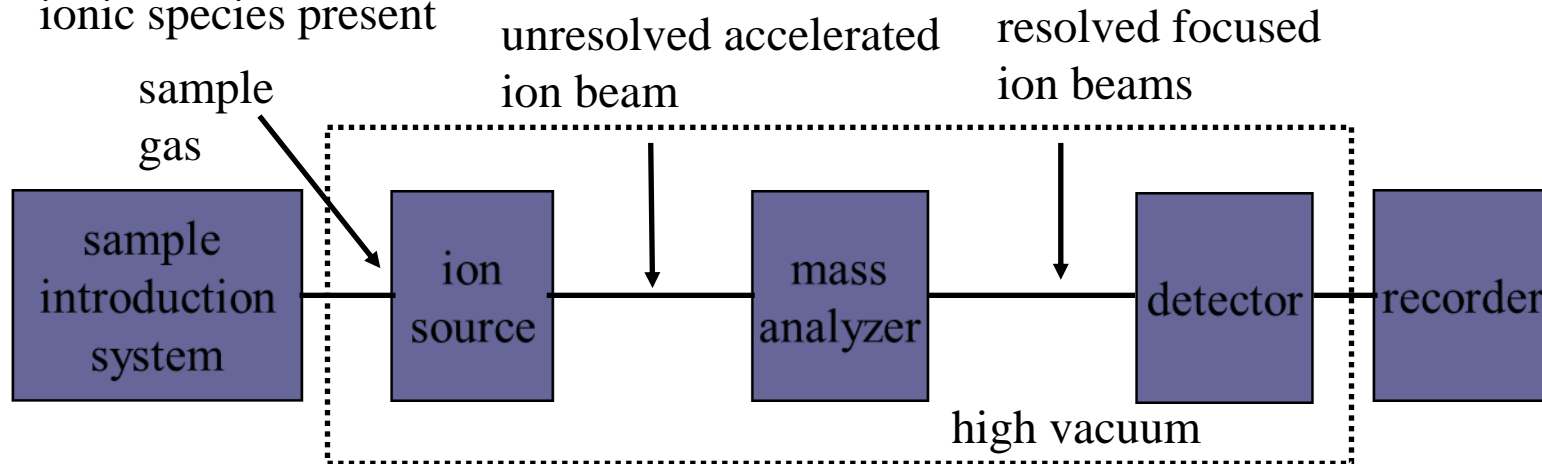 ionic species present
unresolved accelerated
ion beam
resolved focused
ion beams
sample
gas
sample
introduction
system
ion
source
mass
analyzer
detector
recorder
high vacuum